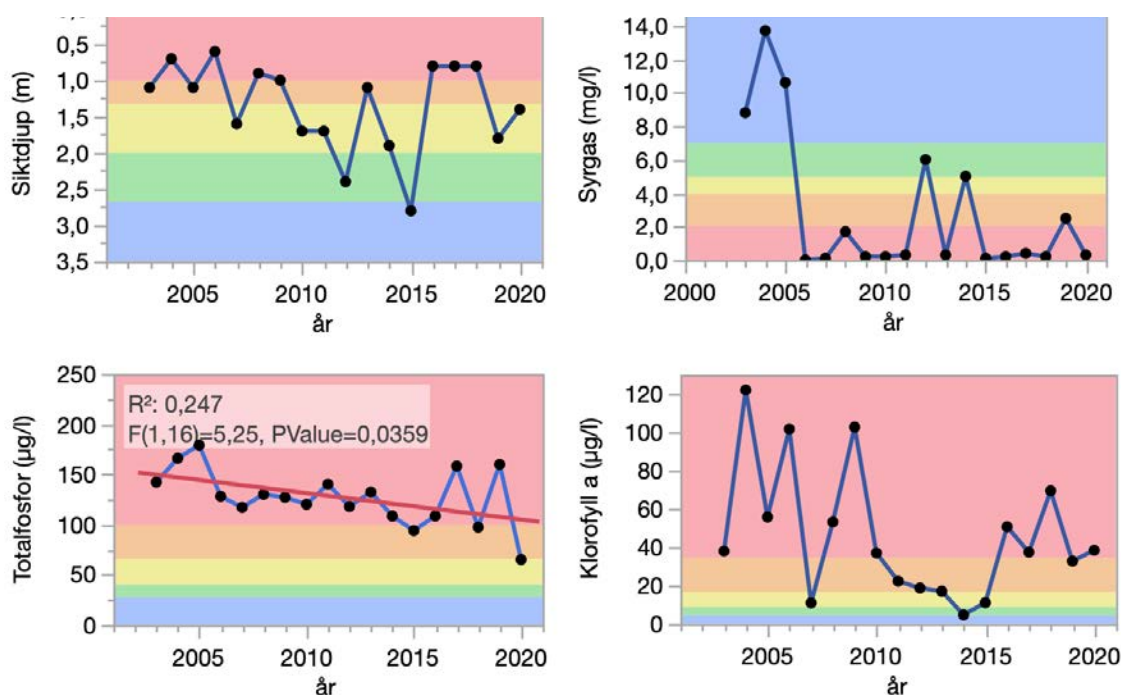 Siktdjup (m)
0,5
1,0
1,5
2,0
2,5
3,0
3,5
2005 2010 2015 2020
år
Syrgas (mg/l)
14,0
12,0
10,0
8,0
6,0
4,0
2,0
0,0
2000 2005 2010 2015 2020
år
Totalfosfor (µg/l)
250
200
150
100
50
0
R²: 0,247
F(1,16)=5,25, PValue=0,0359
2005 2010 2015 2020
år
Klorofyll a (µg/l)
120
100
80
60
40
20
0
2005 2010 2015 2020
år